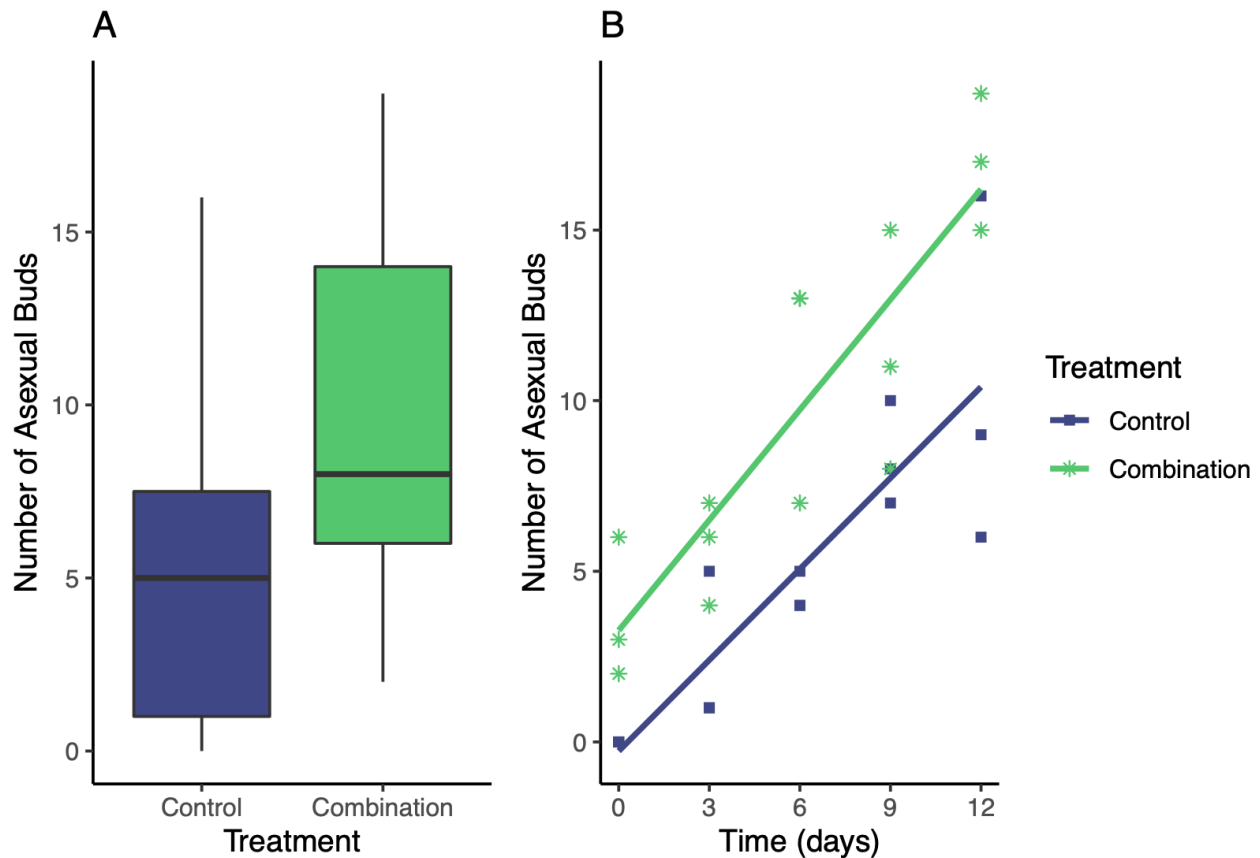 A
Number of Asexual Buds
15
10
5
0
Control
Combination
Treatment
B
Number of Asexual Buds
15
10
5
0
0
3
6
9
12
Time (days)
Treatment
Control
Combination